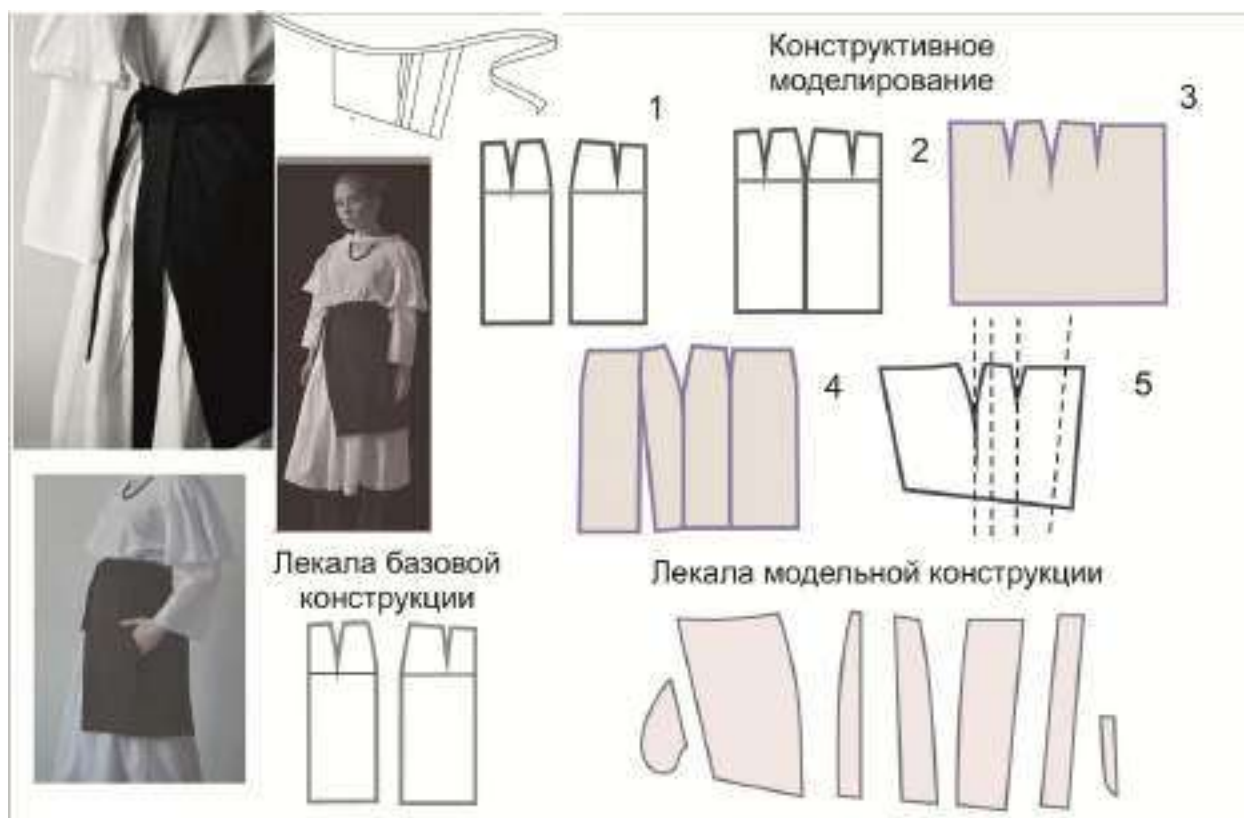 Конструктивное
моделирование
1
2
3
4
5
Лекала базовой
конструкции
Лекала модельной конструкции